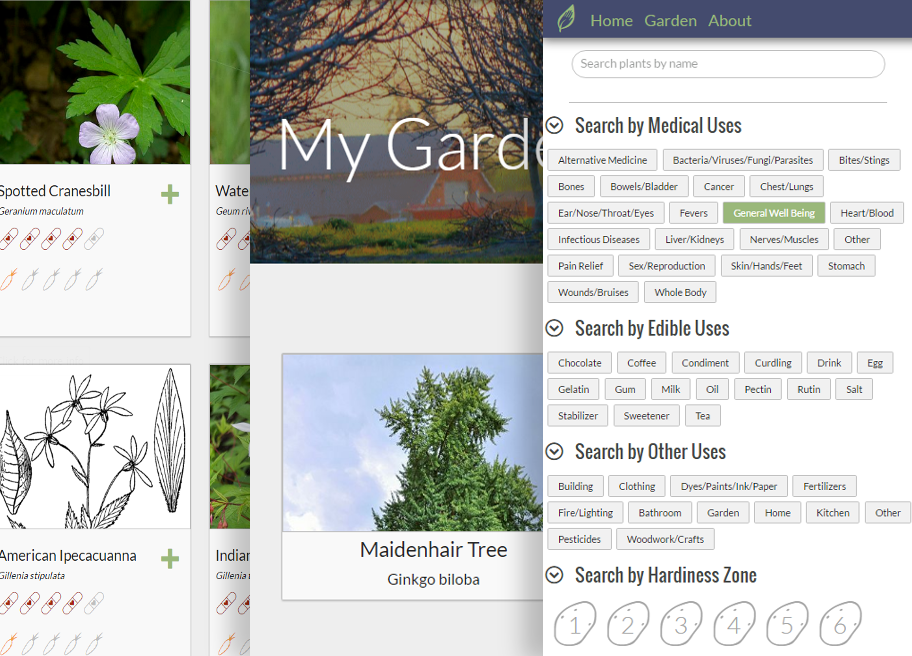 Spotted Cranesbill
Geranium maculatum
American Ipecacuanna
Gillenia stipulata
Wate
Geum riv
Indian
Gillenia t
My Garde
Maidenhair Tree
Ginkgo biloba
Home Garden About
Search plants by name
Search by Medical Uses
Alternative Medicine Bacteria/Viruses/Fungi/Parasites Bites/Stings
Bones Bowels/Bladder Cancer Chest/Lungs
Ear/Nose/Throat/Eyes Fevers General Well Being Heart/Blood
Infectious Diseases Liver/Kidneys Nerves/Muscles Other
Pain Relief Sex/Reproduction Skin/Hands/Feet Stomach
Wounds/Bruises Whole Body
Search by Edible Uses
Chocolate Coffee Condiment Curdling Drink Egg
Gelatin Gum Milk Oil Pectin Rutin Salt
Stabilizer Sweetener Tea
Search by Other Uses
Building Clothing Dyes/Paints/Ink/Paper Fertilizers
Fire/Lighting Bathroom Garden Home Kitchen Other
Pesticides Woodwork/Crafts
Search by Hardiness Zone
1 2 3 4 5 6